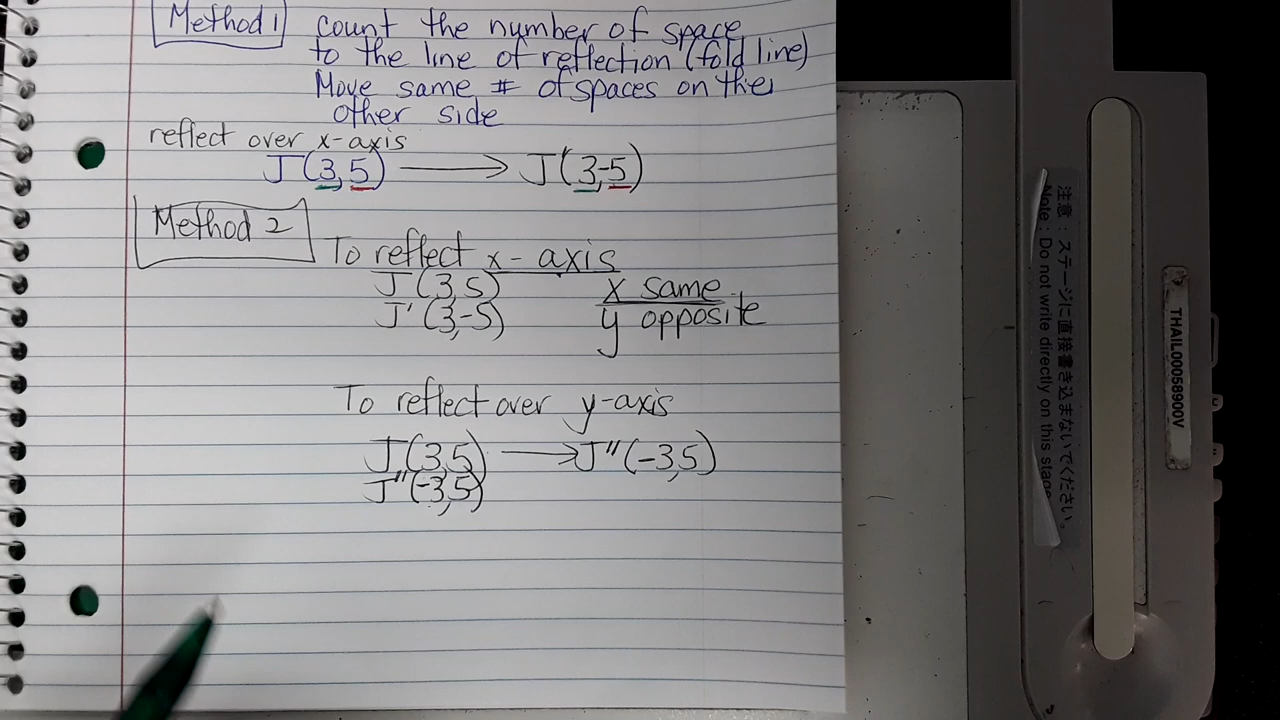 Method 1
count the number of space
to the line of reflection (fold line)
Move same # of spaces on the
other side
reflect over x-axis
J(3,5) → J'(3,-5)
Method 2
To reflect x-axis
J(3,5)
x same
J'(3,-5)
y opposite
To reflect over y-axis
J(3,5) → J"(-3,5)
J"(-3,5)
注意：ステージに直接書き込まないでください。
Note: Do not write directly on this stage.
THAIL00058900V